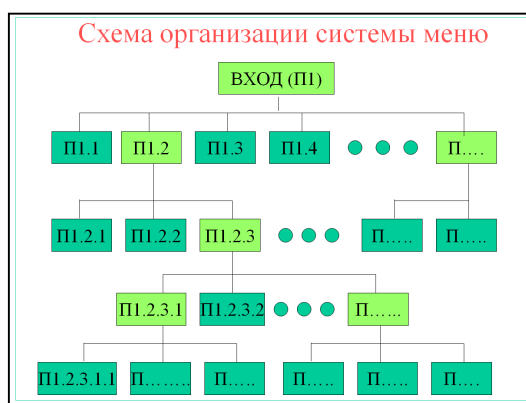 Схема организации системы меню
ВХОД (П1)
П1.1 П1.2 П1.3 П1.4 П….
П1.2.1 П1.2.2 П1.2.3 П….. П…..
П1.2.3.1 П1.2.3.2 П……
П1.2.3.1.1 П…….. П….. П….. П….. П….